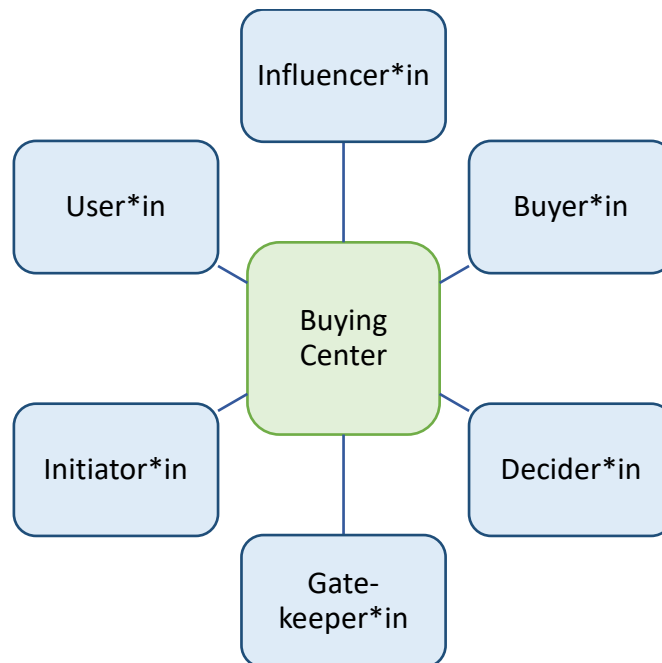 Influencer*in
User*in
Buyer*in
Buying
Center
Initiator*in
Decider*in
Gate-
keeper*in